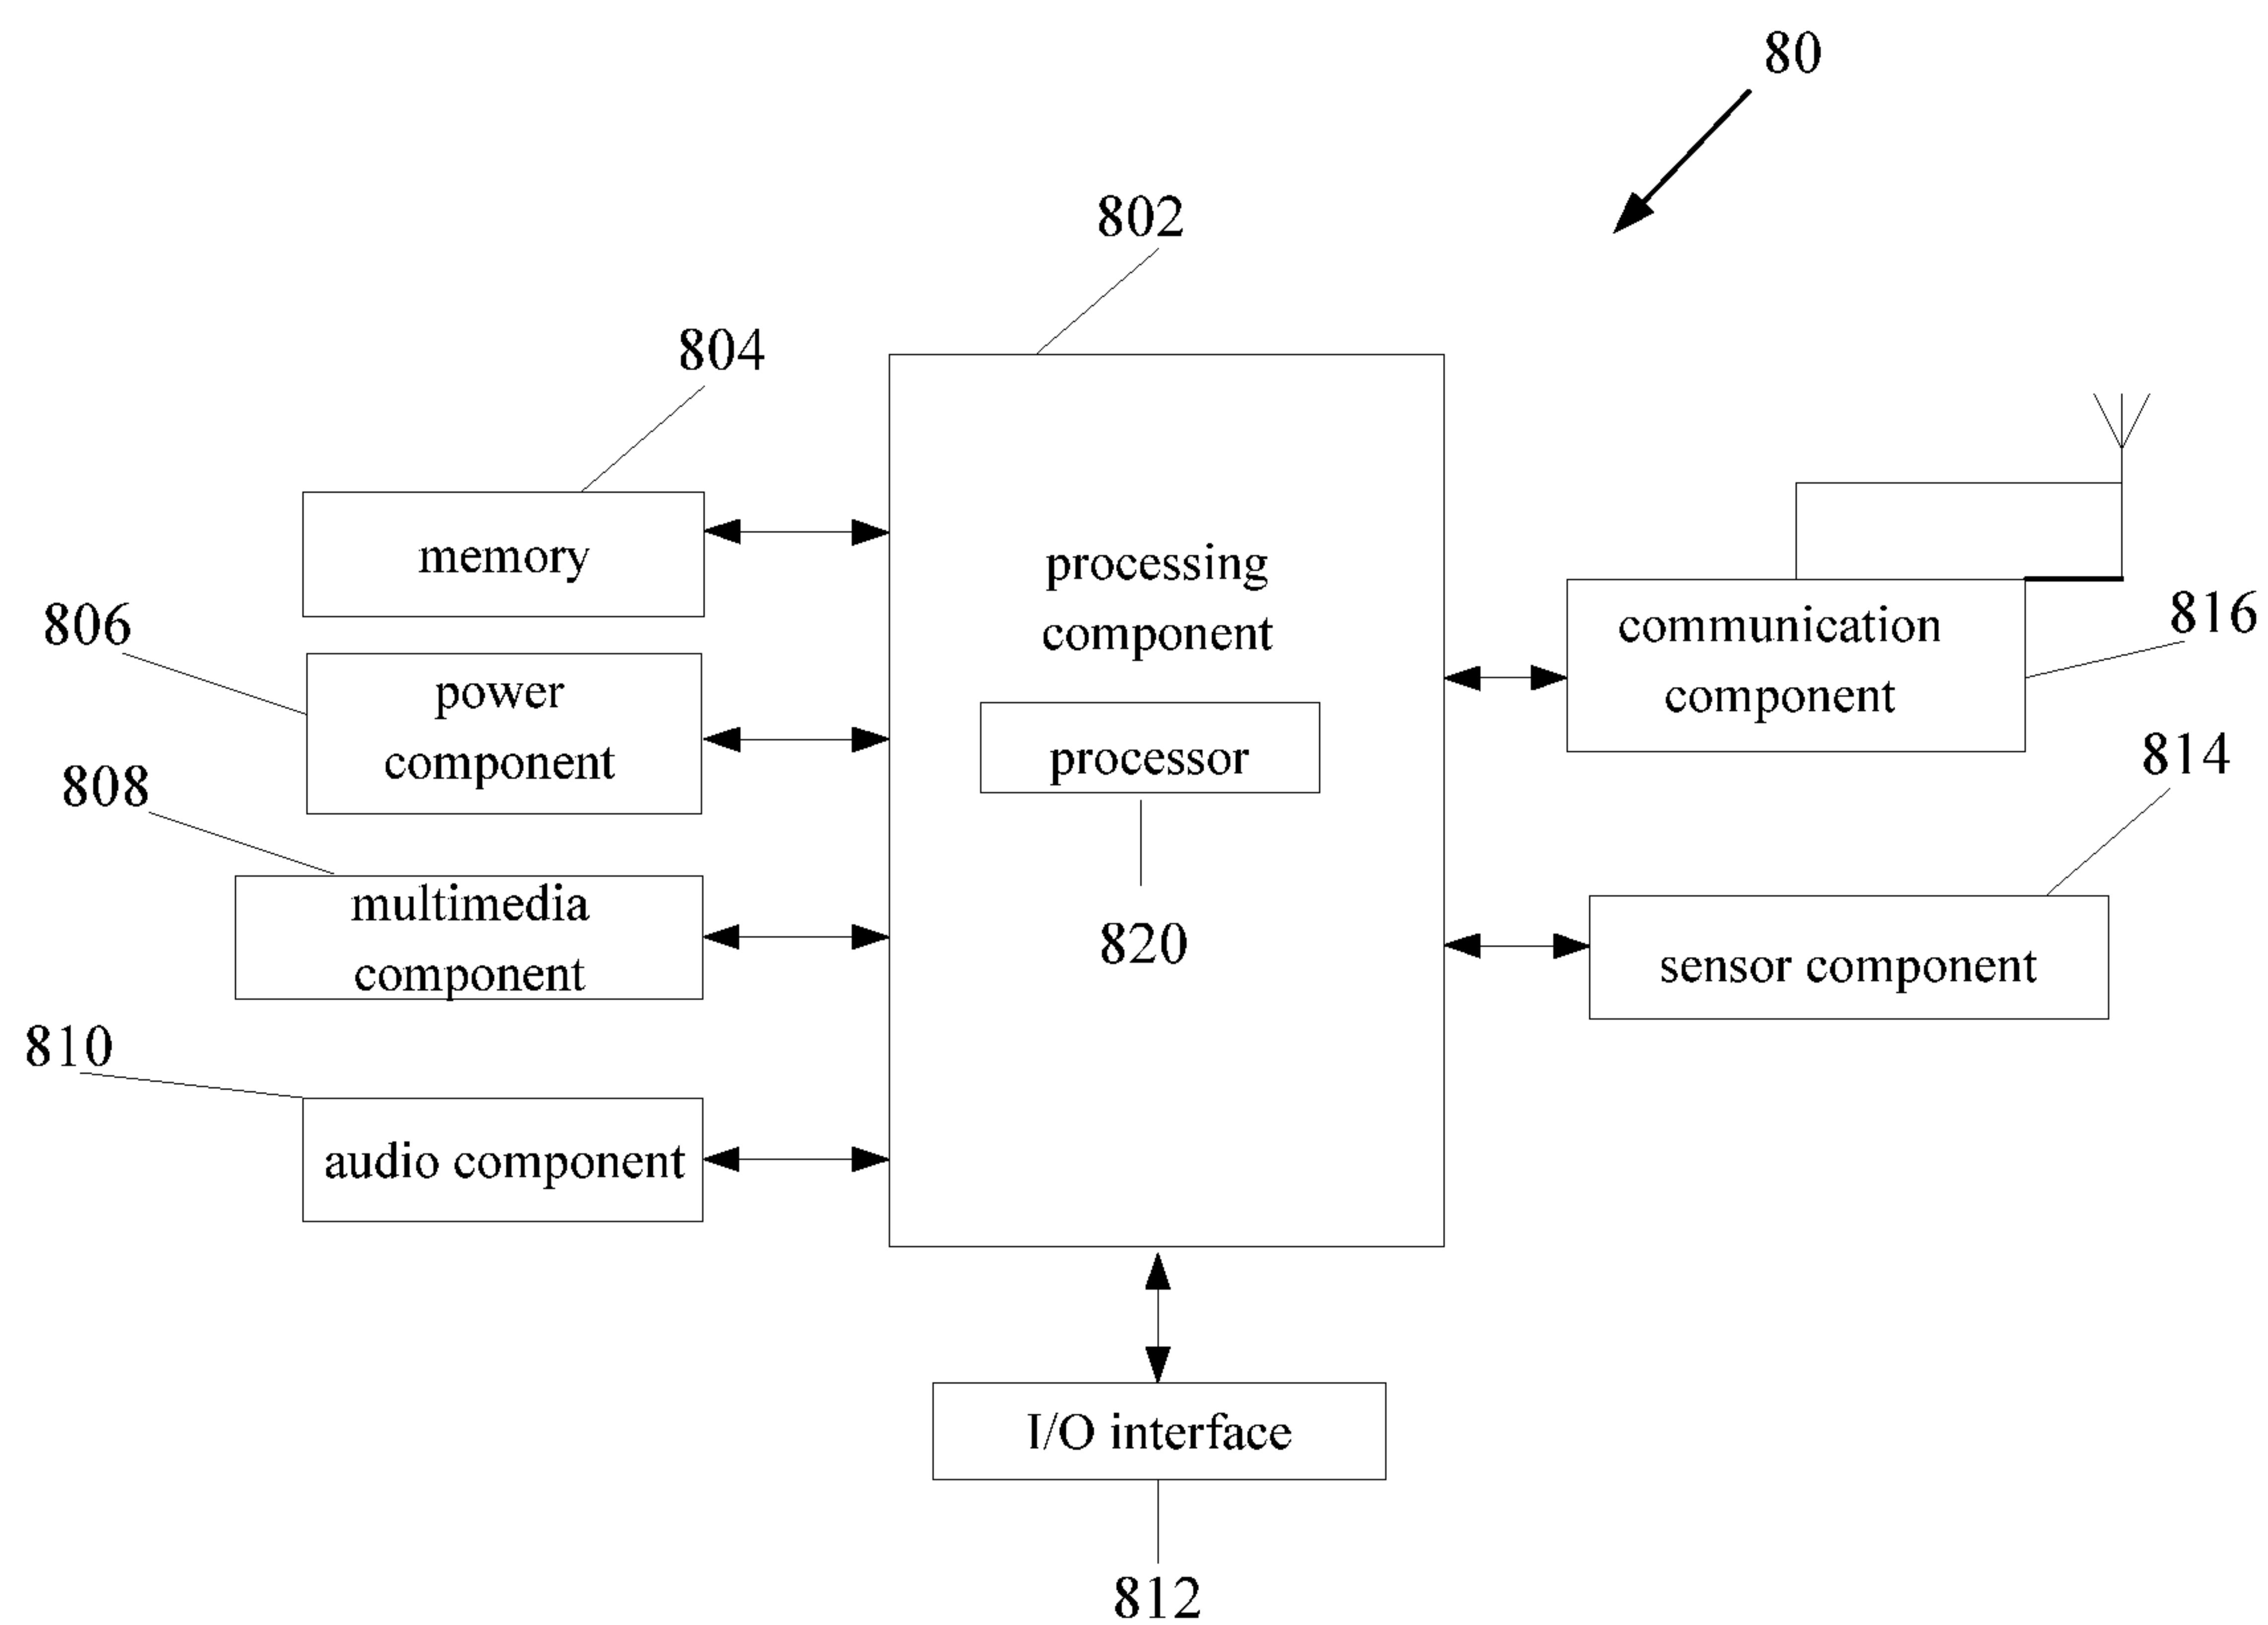 80
802
804
memory
806
power
component
808
multimedia
component
810
audio component
processing
component
processor
820
communication
component
816
814
sensor component
I/O interface
812